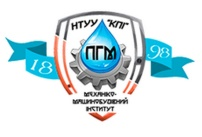 НТУУ "КПІ"
ПГМ
18 98
МЕХАНІКО-
МАШИНОБУДІВНИЙ
ІНСТИТУТ